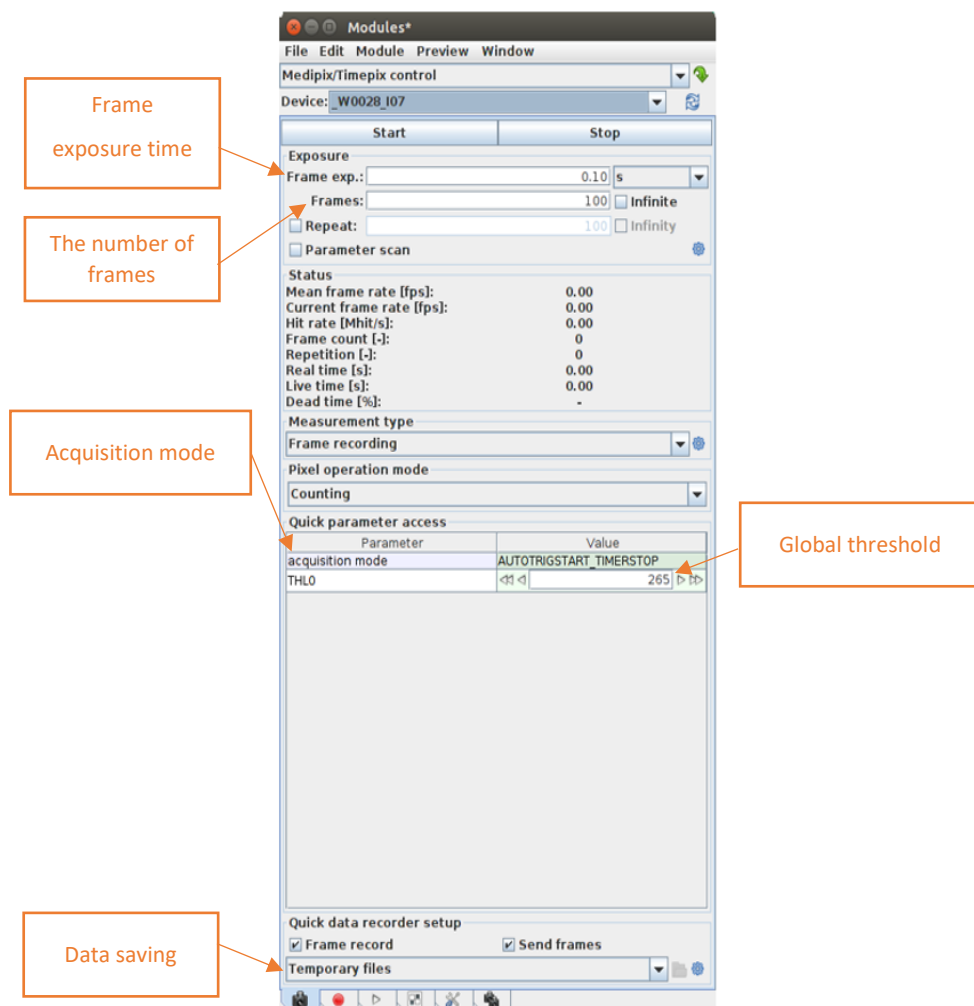 Modules*
File Edit Module Preview Window
Medipix/Timepix control
Device: _W0028_I07
Start Stop
Exposure
Frame exp.: 0.10 s
Frames: 100 Infinite
Repeat: 100 Infinity
Parameter scan
Status
Mean frame rate [fps]: 0.00
Current frame rate [fps]: 0.00
Hit rate [Mhit/s]: 0.00
Frame count [-]: 0
Repetition [-]: 0
Real time [s]: 0.00
Live time [s]: 0.00
Dead time [%]: -
Measurement type
Frame recording
Pixel operation mode
Counting
Quick parameter access
Parameter Value
acquisition mode AUTOTRIGSTART_TIMERSTOP
THL0 265
Quick data recorder setup
Frame record Send frames
Temporary files
Frame
exposure time
The number of
frames
Acquisition mode
Global threshold
Data saving